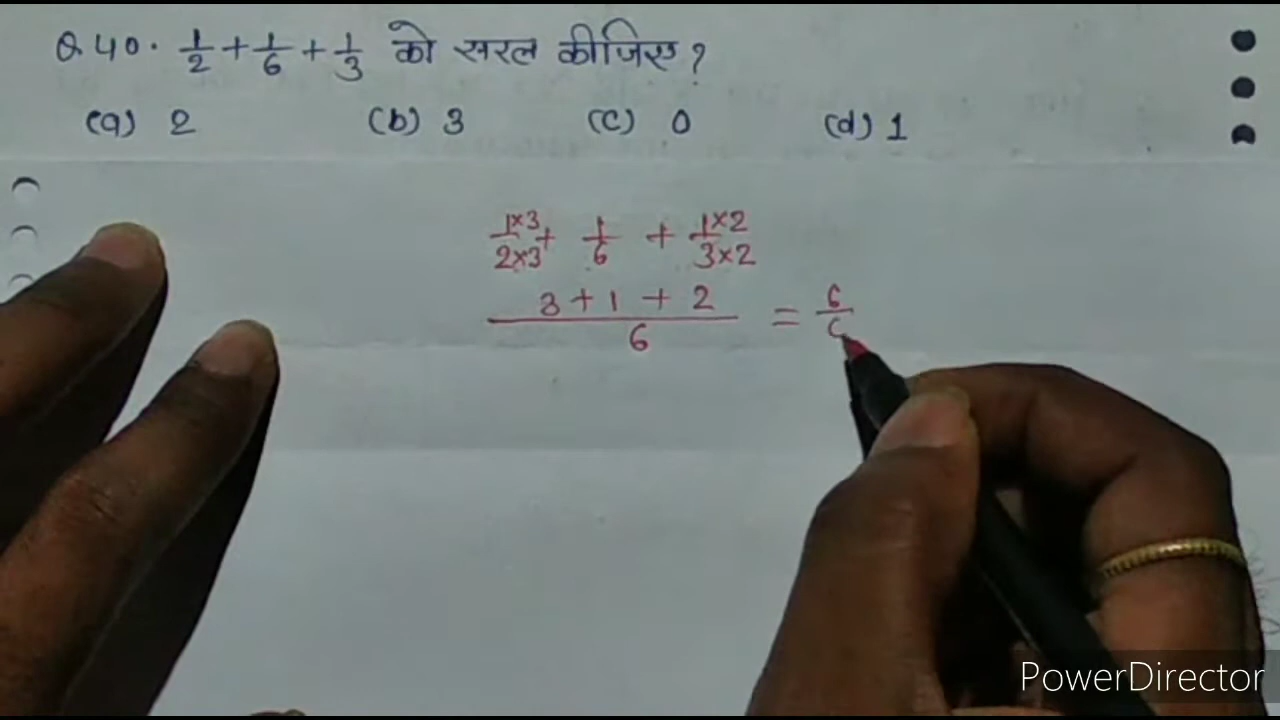 Q.40. 1/2 + 1/6 + 1/3 को सरल कीजिए ?
(a) 2 (b) 3 (c) 0 (d) 1
1×3/2×3 + 1/6 + 1×2/3×2
3 + 1 + 2/6 = 6/6
PowerDirector